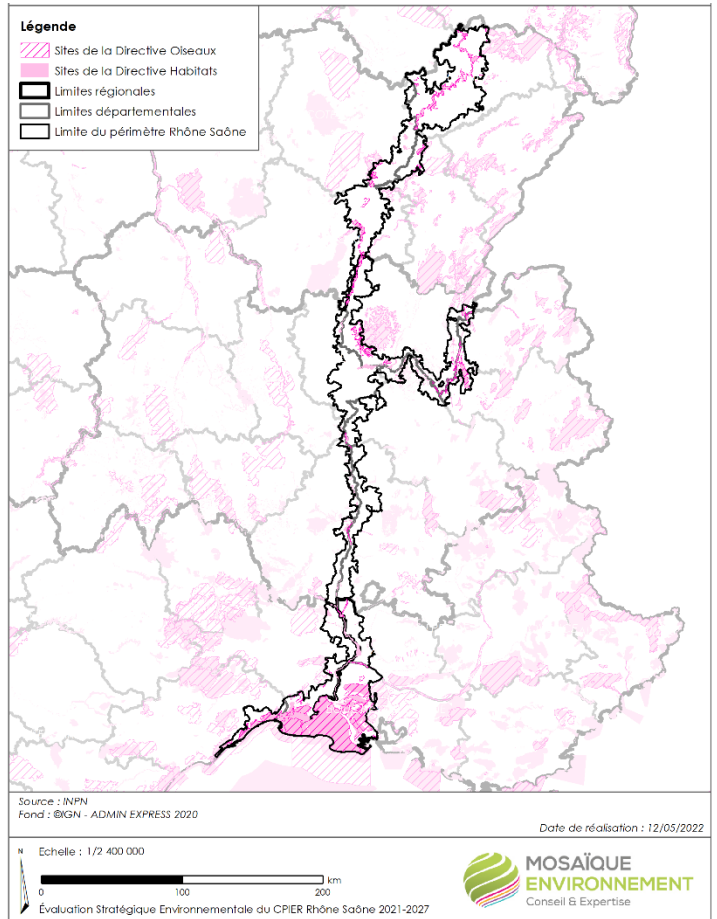 Légende
Sites de la Directive Oiseaux
Sites de la Directive Habitats
Limites régionales
Limites départementales
Limite du périmètre Rhône Saône
Source : INPN
Fond : ©IGN - ADMIN EXPRESS 2020
Date de réalisation : 12/05/2022
N
Echelle : 1/2 400 000
km
0 100 200
Évaluation Stratégique Environnementale du CPIER Rhône Saône 2021-2027
MOSAÏQUE
ENVIRONNEMENT
Conseil & Expertise